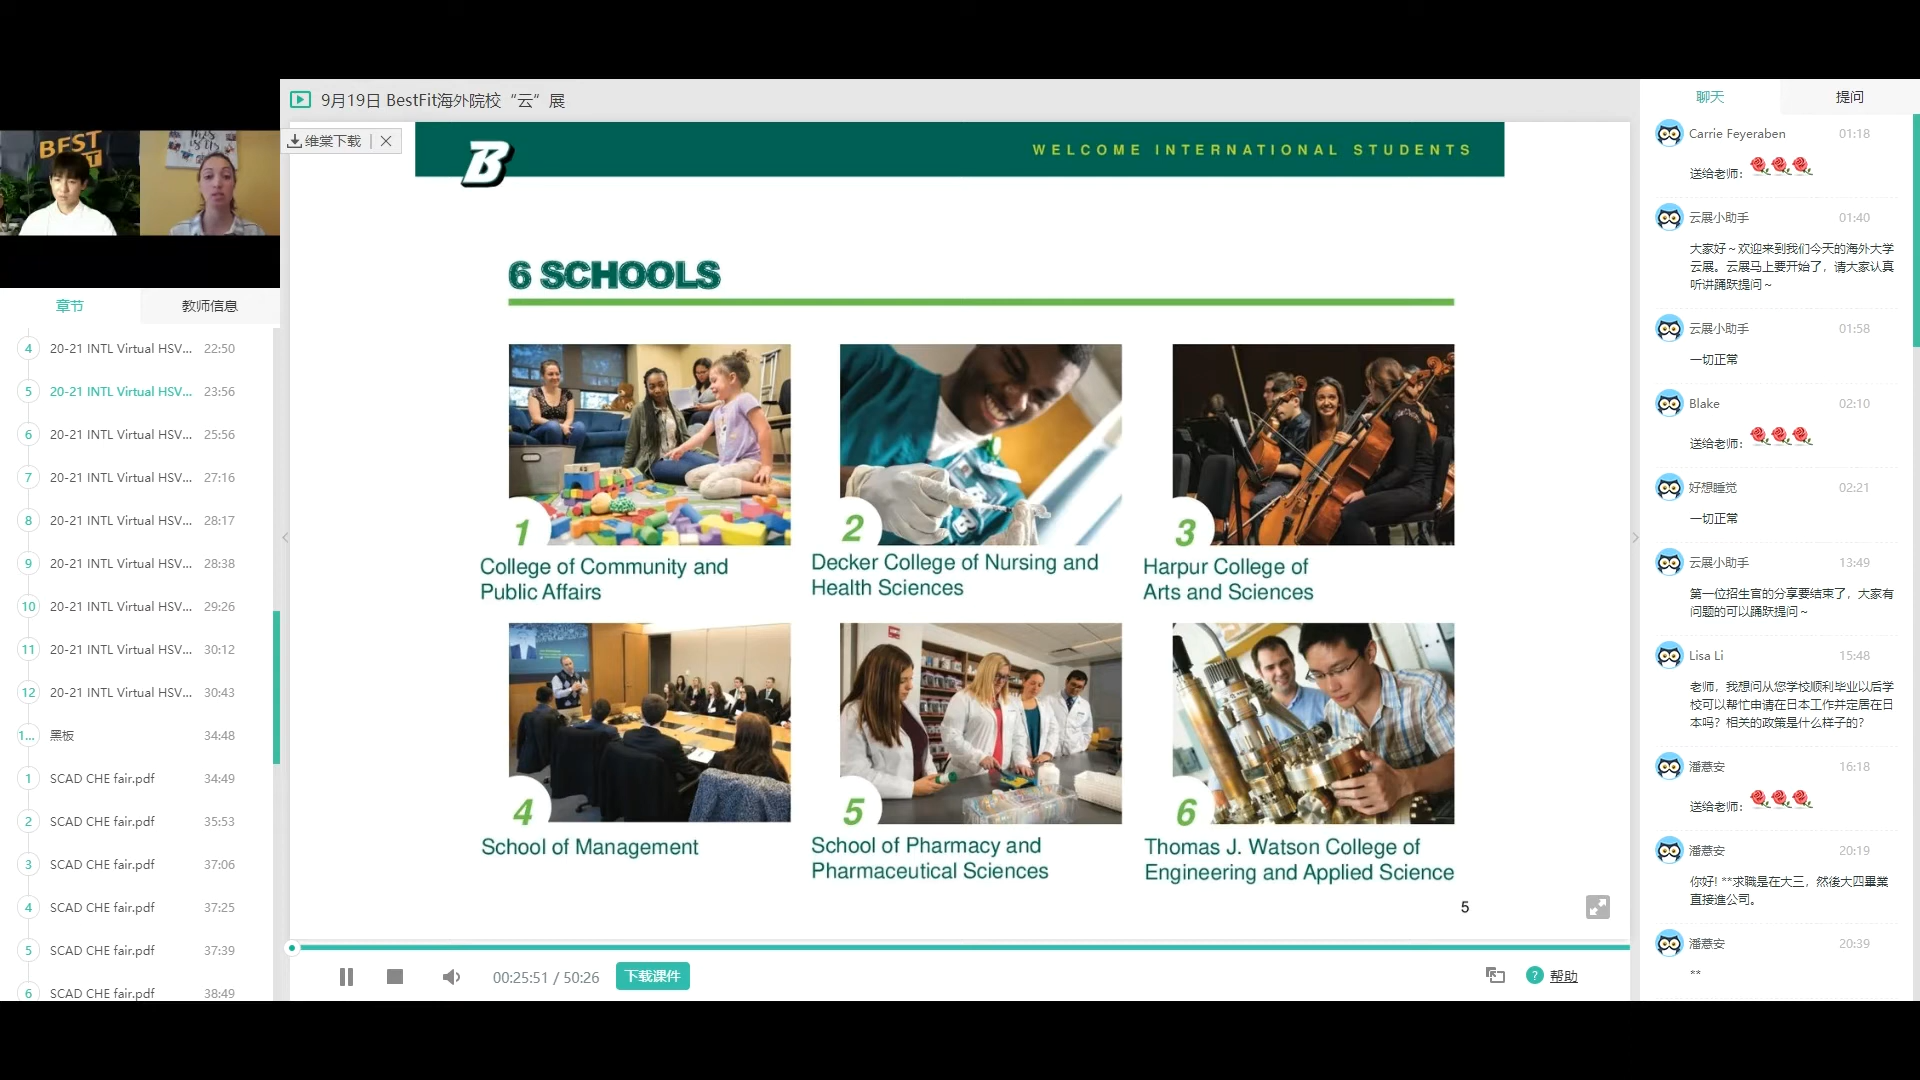 9月19日 BestFit海外院校“云”展
维棠下载
BEST
章节
教师信息
4 20-21 INTL Virtual HSV... 22:50
5 20-21 INTL Virtual HSV... 23:56
6 20-21 INTL Virtual HSV... 25:56
7 20-21 INTL Virtual HSV... 27:16
8 20-21 INTL Virtual HSV... 28:17
9 20-21 INTL Virtual HSV... 28:38
10 20-21 INTL Virtual HSV... 29:26
11 20-21 INTL Virtual HSV... 30:12
12 20-21 INTL Virtual HSV... 30:43
1... 黑板 34:48
1 SCAD CHE fair.pdf 34:49
2 SCAD CHE fair.pdf 35:53
3 SCAD CHE fair.pdf 37:06
4 SCAD CHE fair.pdf 37:25
5 SCAD CHE fair.pdf 37:39
6 SCAD CHE fair.pdf 38:49
B
WELCOME INTERNATIONAL STUDENTS
6 SCHOOLS
1
College of Community and
Public Affairs
2
Decker College of Nursing and
Health Sciences
3
Harpur College of
Arts and Sciences
4
School of Management
5
School of Pharmacy and
Pharmaceutical Sciences
6
Thomas J. Watson College of
Engineering and Applied Science
5
00:25:51 / 50:26
下载课件
? 帮助
聊天
提问
Carrie Feyeraben 01:18
送给老师：
云展小助手 01:40
大家好～欢迎来到我们今天的海外大学
云展。云展马上要开始了，请大家认真
听讲踊跃提问～
云展小助手 01:58
一切正常
Blake 02:10
送给老师：
好想睡觉 02:21
一切正常
云展小助手 13:49
第一位招生官的分享要结束了，大家有
问题的可以踊跃提问～
Lisa Li 15:48
老师，我想问从您学校顺利毕业以后学
校可以帮忙申请在日本工作并定居在日
本吗？相关的政策是什么样子的？
潘薏安 16:18
送给老师：
潘薏安 20:19
你好! **求職是在大三，然後大四畢業
直接進公司。
潘薏安 20:39
**